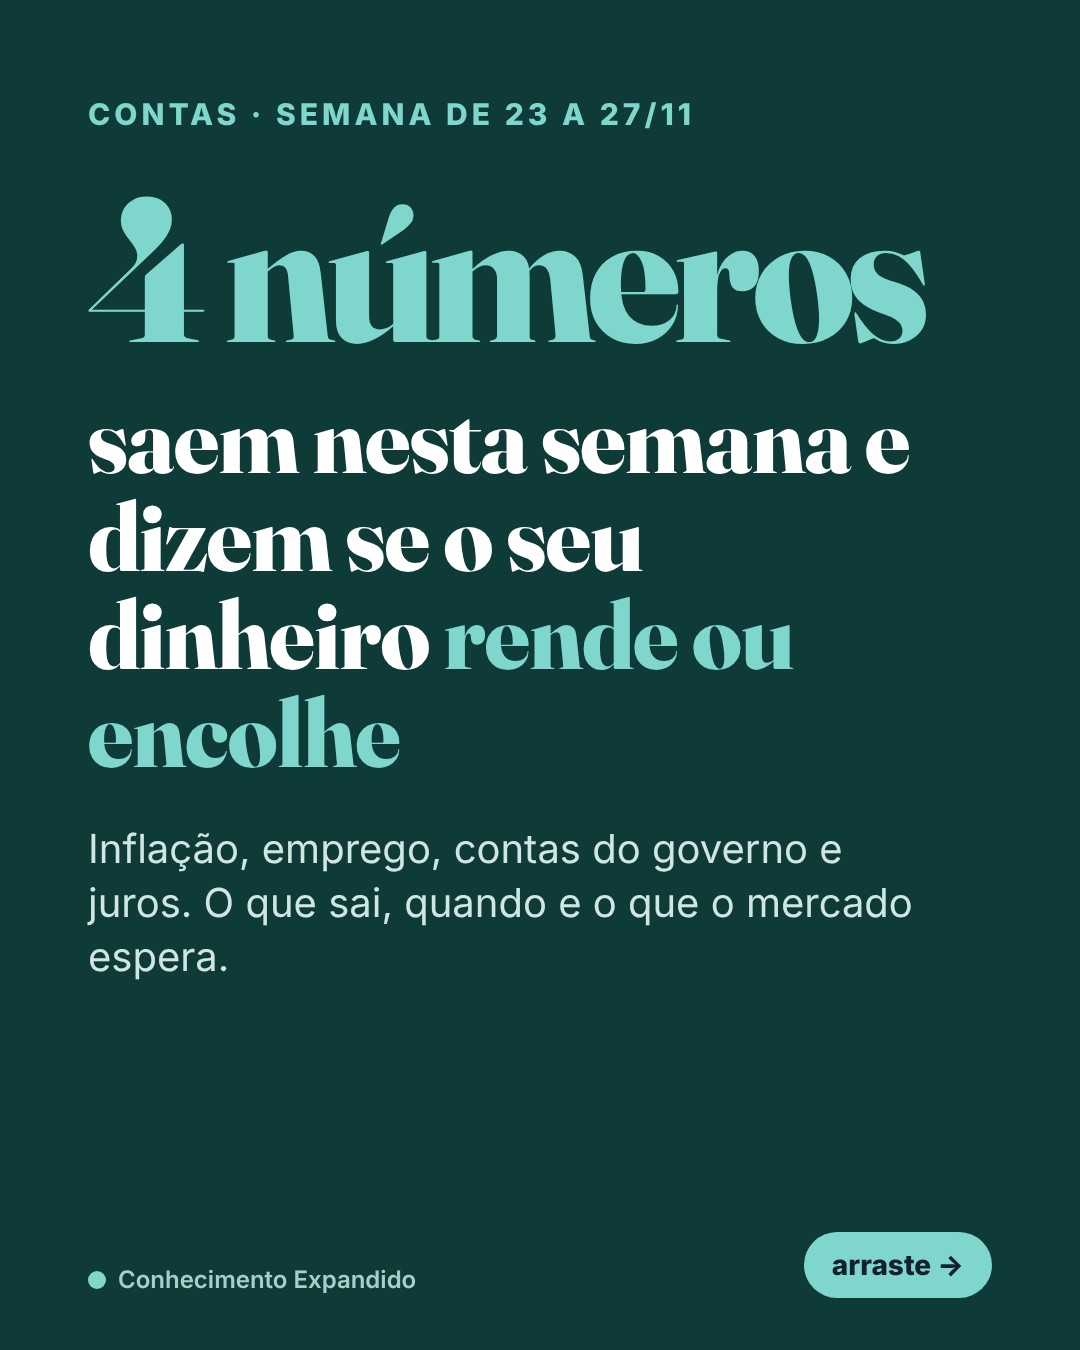 CONTAS · SEMANA DE 23 A 27/11
4 números
saem nesta semana e
dizem se o seu
dinheiro rende ou
encolhe
Inflação, emprego, contas do governo e
juros. O que sai, quando e o que o mercado
espera.
Conhecimento Expandido
arraste →